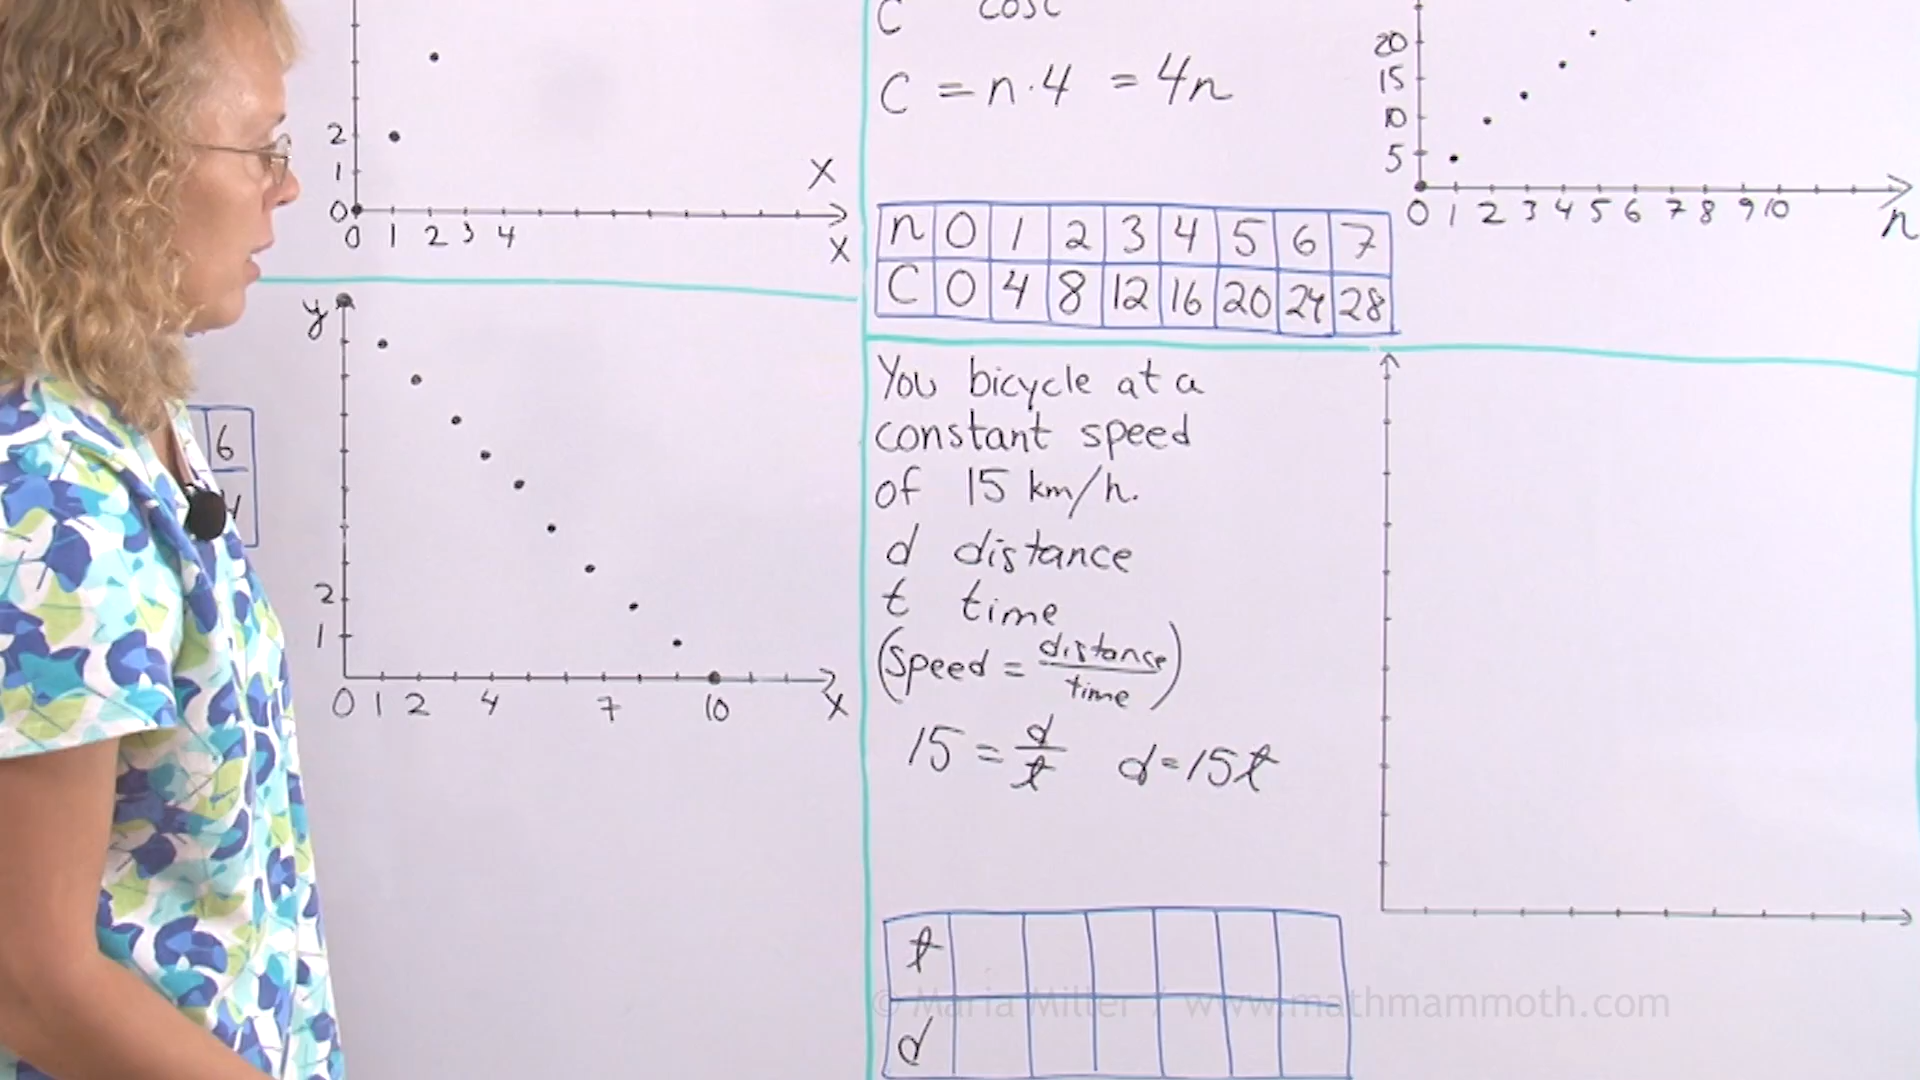 2
1
0
0 1 2 3 4
X
X
C cost
C = n · 4 = 4n
n 0 1 2 3 4 5 6 7
C 0 4 8 12 16 20 24 28
20
15
10
5
0 1 2 3 4 5 6 7 8 9 10
n
6
4
y
2
1
0 1 2 4 7 10 X
You bicycle at a
constant speed
of 15 km/h.
d distance
t time
(speed = distance/time)
15 = d/t d = 15t
t
d
© Maria Miller / www.mathmammoth.com